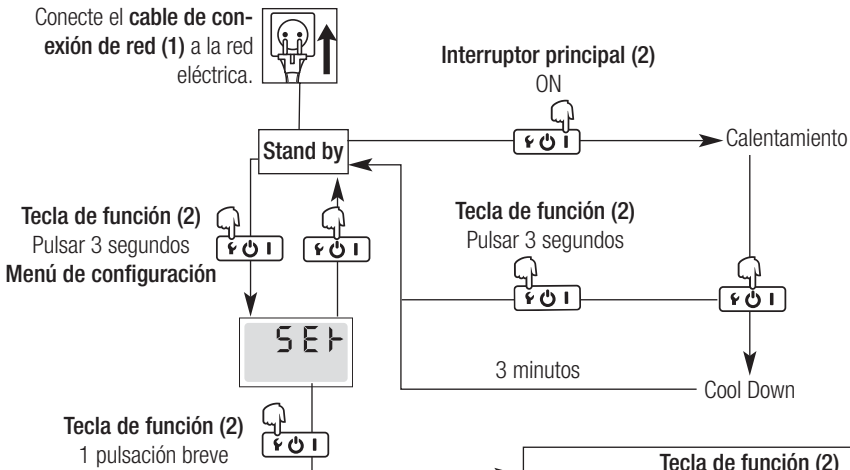 Conecte el cable de con-
exión de red (1) a la red
eléctrica.
Interruptor principal (2)
ON
Stand by
Calentamiento
Tecla de función (2)
Pulsar 3 segundos
Menú de configuración
Tecla de función (2)
Pulsar 3 segundos
SEt
3 minutos
Cool Down
Tecla de función (2)
1 pulsación breve
Tecla de función (2)